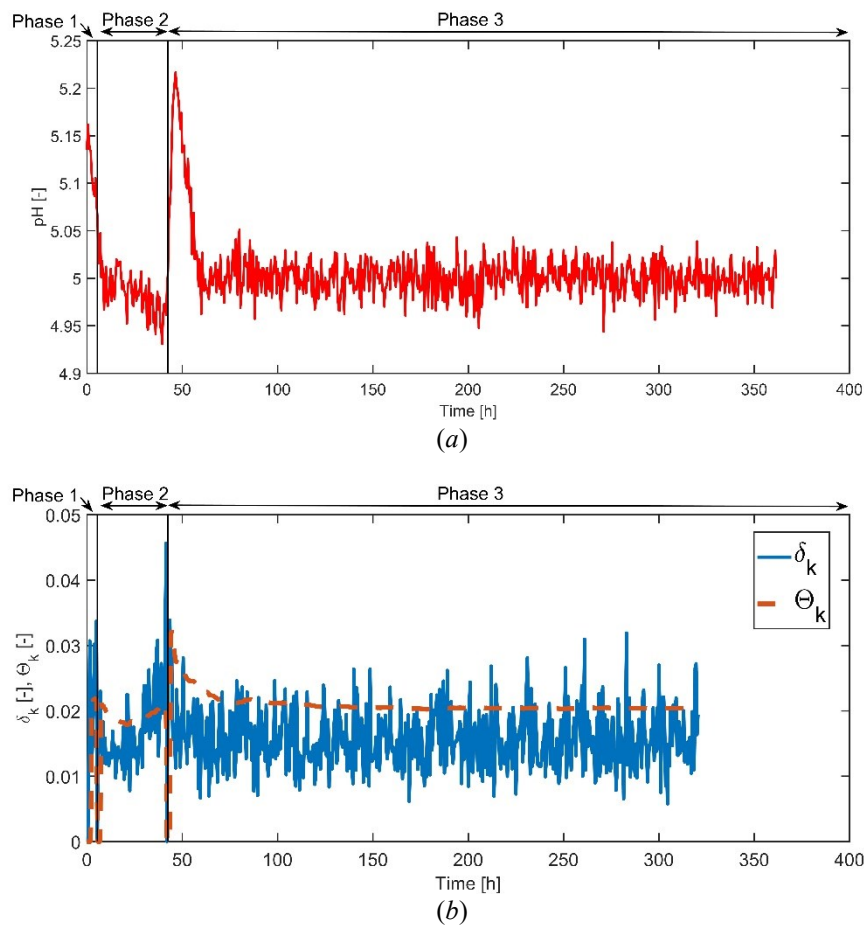 Phase 1 Phase 2 Phase 3
5.25
5.2
5.15
5.1
5.05
5
4.95
4.9
pH [-]
0 50 100 150 200 250 300 350 400
Time [h]
(a)
Phase 1 Phase 2 Phase 3
0.05
0.04
0.03
0.02
0.01
0
δk [-], Θk [-]
δk
Θk
0 50 100 150 200 250 300 350 400
Time [h]
(b)